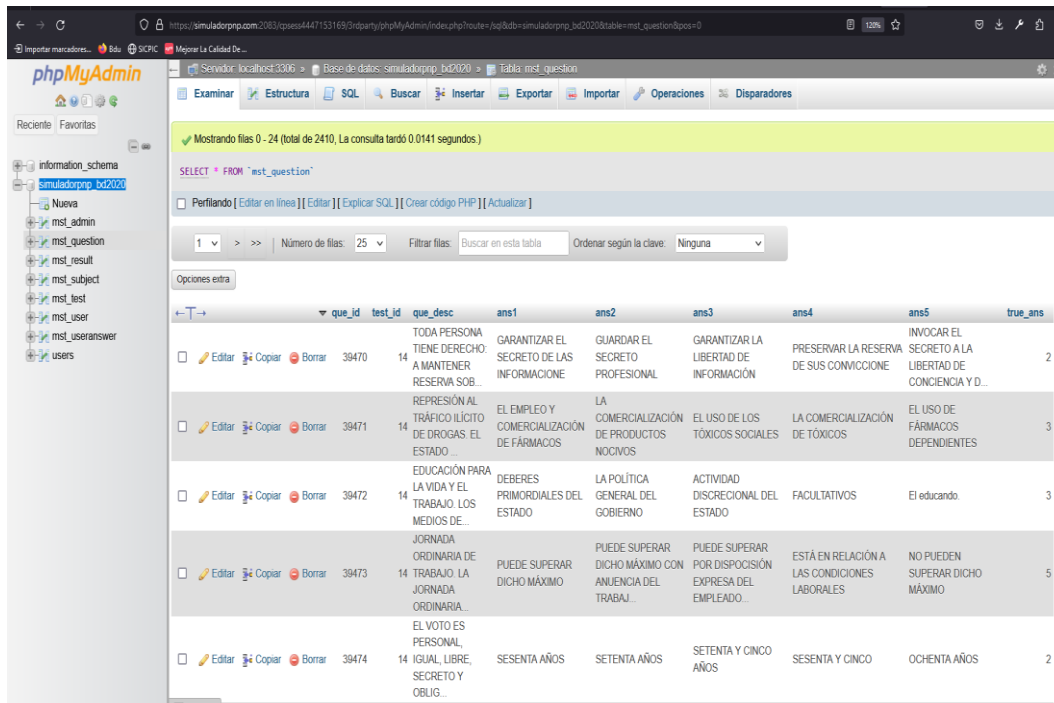 https://simuladorpnp.com:2083/cpsess4447153169/3rdparty/phpMyAdmin/index.php?route=/sql&db=simuladorpnp_bd2020&table=mst_question&pos=0
120%
Importar marcadores... Bdu SICPIC Mejorar La Calidad De ...
phpMyAdmin
Reciente Favoritas
information_schema
simuladorpnp_bd2020
Nueva
mst_admin
mst_question
mst_result
mst_subject
mst_test
mst_user
mst_useranswer
users
Servidor: localhost:3306 » Base de datos: simuladorpnp_bd2020 » Tabla: mst_question
Examinar Estructura SQL Buscar Insertar Exportar Importar Operaciones Disparadores
Mostrando filas 0 - 24 (total de 2410, La consulta tardó 0.0141 segundos.)
SELECT * FROM `mst_question`
Perfilando [ Editar en línea ] [ Editar ] [ Explicar SQL ] [ Crear código PHP ] [ Actualizar ]
1 > >> | Número de filas: 25 Filtrar filas: Buscar en esta tabla Ordenar según la clave: Ninguna
Opciones extra
←T→ que_id test_id que_desc ans1 ans2 ans3 ans4 ans5 true_ans
Editar Copiar Borrar 39470 14
TODA PERSONA
TIENE DERECHO:
A MANTENER
RESERVA SOB...
GARANTIZAR EL
SECRETO DE LAS
INFORMACIONE
GUARDAR EL
SECRETO
PROFESIONAL
GARANTIZAR LA
LIBERTAD DE
INFORMACIÓN
PRESERVAR LA RESERVA
DE SUS CONVICCIONE
INVOCAR EL
SECRETO A LA
LIBERTAD DE
CONCIENCIA Y D...
2
Editar Copiar Borrar 39471 14
REPRESIÓN AL
TRÁFICO ILÍCITO
DE DROGAS. EL
ESTADO ...
EL EMPLEO Y
COMERCIALIZACIÓN
DE FÁRMACOS
LA
COMERCIALIZACIÓN
DE PRODUCTOS
NOCIVOS
EL USO DE LOS
TÓXICOS SOCIALES
LA COMERCIALIZACIÓN
DE TÓXICOS
EL USO DE
FÁRMACOS
DEPENDIENTES
3
Editar Copiar Borrar 39472 14
EDUCACIÓN PARA
LA VIDA Y EL
TRABAJO. LOS
MEDIOS DE...
DEBERES
PRIMORDIALES DEL
ESTADO
LA POLÍTICA
GENERAL DEL
GOBIERNO
ACTIVIDAD
DISCRECIONAL DEL
ESTADO
FACULTATIVOS
El educando.
3
Editar Copiar Borrar 39473 14
JORNADA
ORDINARIA DE
TRABAJO. LA
JORNADA
ORDINARIA...
PUEDE SUPERAR
DICHO MÁXIMO
PUEDE SUPERAR
DICHO MÁXIMO CON
ANUENCIA DEL
TRABAJ...
PUEDE SUPERAR
POR DISPOCISIÓN
EXPRESA DEL
EMPLEADO...
ESTÁ EN RELACIÓN A
LAS CONDICIONES
LABORALES
NO PUEDEN
SUPERAR DICHO
MÁXIMO
5
Editar Copiar Borrar 39474 14
EL VOTO ES
PERSONAL,
IGUAL, LIBRE,
SECRETO Y
OBLIG...
SESENTA AÑOS
SETENTA AÑOS
SETENTA Y CINCO
AÑOS
SESENTA Y CINCO
OCHENTA AÑOS
2